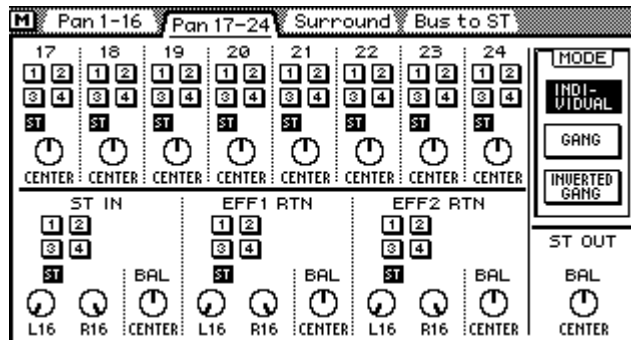 M Pan 1-16 Pan 17-24 Surround Bus to ST
17 18 19 20 21 22 23 24
1 2 1 2 1 2 1 2 1 2 1 2 1 2 1 2
3 4 3 4 3 4 3 4 3 4 3 4 3 4 3 4
ST ST ST ST ST ST ST ST
CENTER CENTER CENTER CENTER CENTER CENTER CENTER CENTER
MODE
INDI-
VIDUAL
GANG
INVERTED
GANG
ST IN EFF1 RTN EFF2 RTN
1 2 1 2 1 2
3 4 3 4 3 4
ST BAL ST BAL ST BAL
L16 R16 CENTER L16 R16 CENTER L16 R16 CENTER
ST OUT
BAL
CENTER